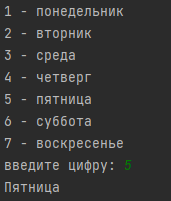 1 - понедельник
2 - вторник
3 - среда
4 - четверг
5 - пятница
6 - суббота
7 - воскресенье
введите цифру: 5
Пятница